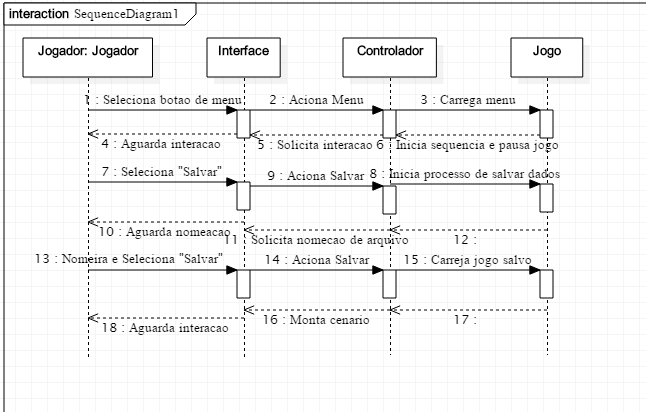 interaction SequenceDiagram1
Jogador: Jogador
Interface
Controlador
Jogo
1 : Seleciona botao de menu
2 : Aciona Menu
3 : Carrega menu
4 : Aguarda interacao
5 : Solicita interacao
6 : Inicia sequencia e pausa jogo
7 : Seleciona "Salvar"
9 : Aciona Salvar
8 : Inicia processo de salvar dados
10 : Aguarda nomeacao
11 : Solicita nomecao de arquivo
12 :
13 : Nomeira e Seleciona "Salvar"
14 : Aciona Salvar
15 : Carreja jogo salvo
16 : Monta cenario
17 :
18 : Aguarda interacao